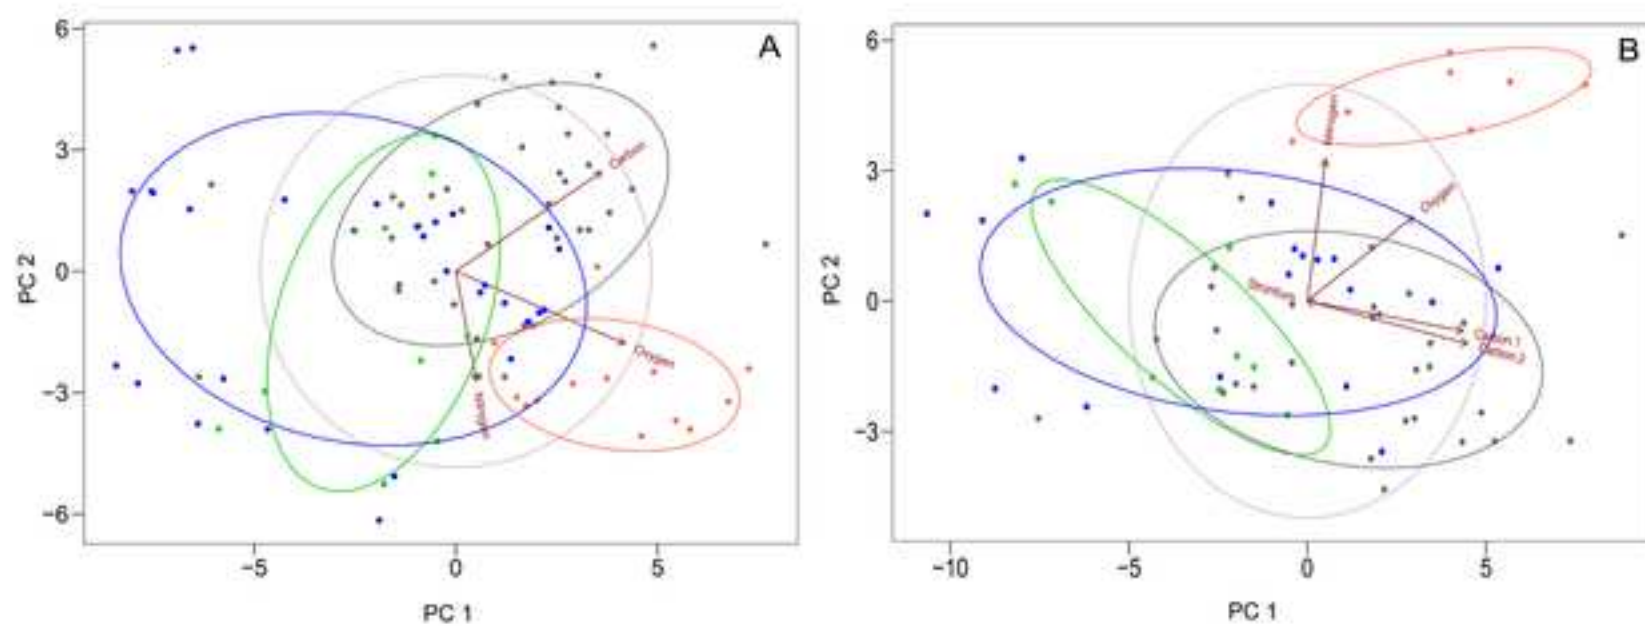 A
6
3
0
−3
−6
−5
0
5
PC 1
PC 2
Carbon
Oxygen
B
6
3
0
−3
−10
−5
0
5
PC 1
PC 2
Oxygen
Strontium
Carbon.1
Carbon.2